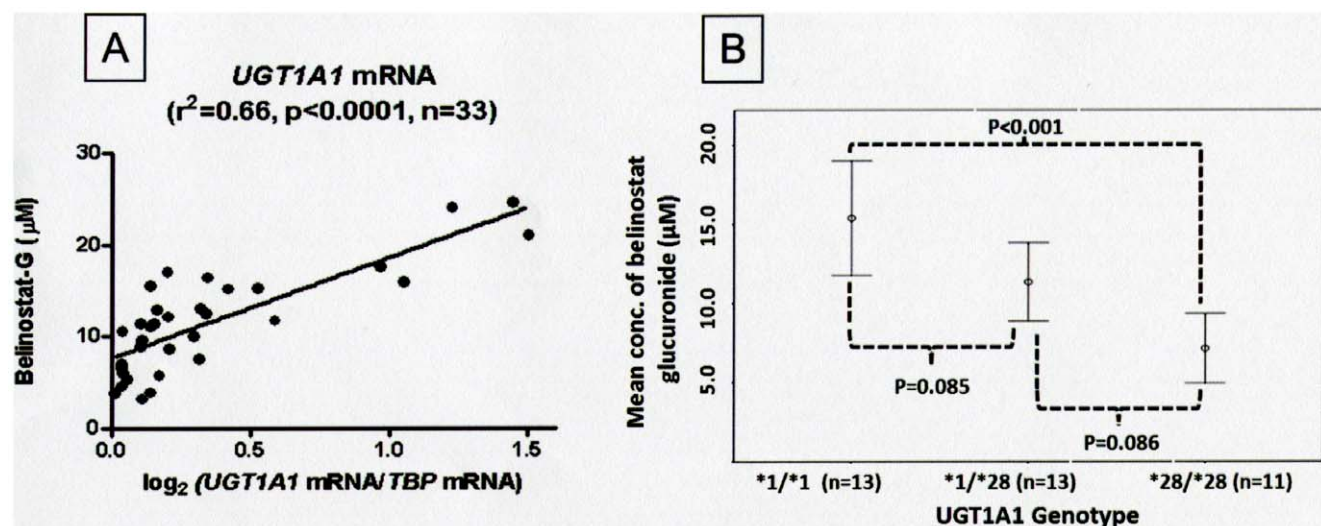 A
UGT1A1 mRNA
(r²=0.66, p<0.0001, n=33)
Belinostat-G (μM)
30
20
10
0
0.0 0.5 1.0 1.5
log₂ (UGT1A1 mRNA/TBP mRNA)
B
Mean conc. of belinostat
glucuronide (μM)
20.0
15.0
10.0
5.0
P<0.001
P=0.085
P=0.086
*1/*1 (n=13) *1/*28 (n=13) *28/*28 (n=11)
UGT1A1 Genotype